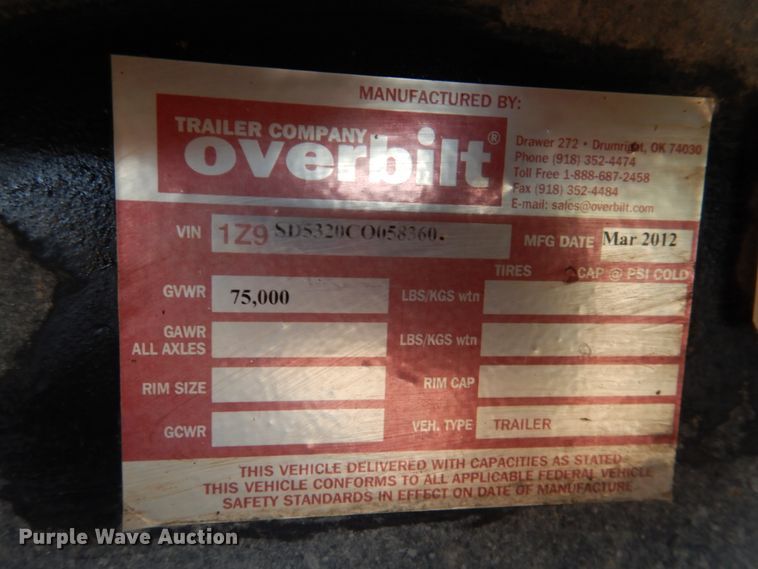 MANUFACTURED BY:
TRAILER COMPANY
overbilt®
Drawer 272 • Drumright, OK 74030
Phone (918) 352-4474
Toll Free 1-888-687-2458
Fax (918) 352-4484
E-mail: sales@overbilt.com
VIN 1Z9 SD5320CO058360. MFG DATE Mar 2012
TIRES CAP @ PSI COLD
GVWR 75,000 LBS/KGS wtn
GAWR
ALL AXLES LBS/KGS wtn
RIM SIZE RIM CAP
GCWR VEH. TYPE TRAILER
THIS VEHICLE DELIVERED WITH CAPACITIES AS STATED
THIS VEHICLE CONFORMS TO ALL APPLICABLE FEDERAL VEHICLE
SAFETY STANDARDS IN EFFECT ON DATE OF MANUFACTURE
Purple Wave Auction